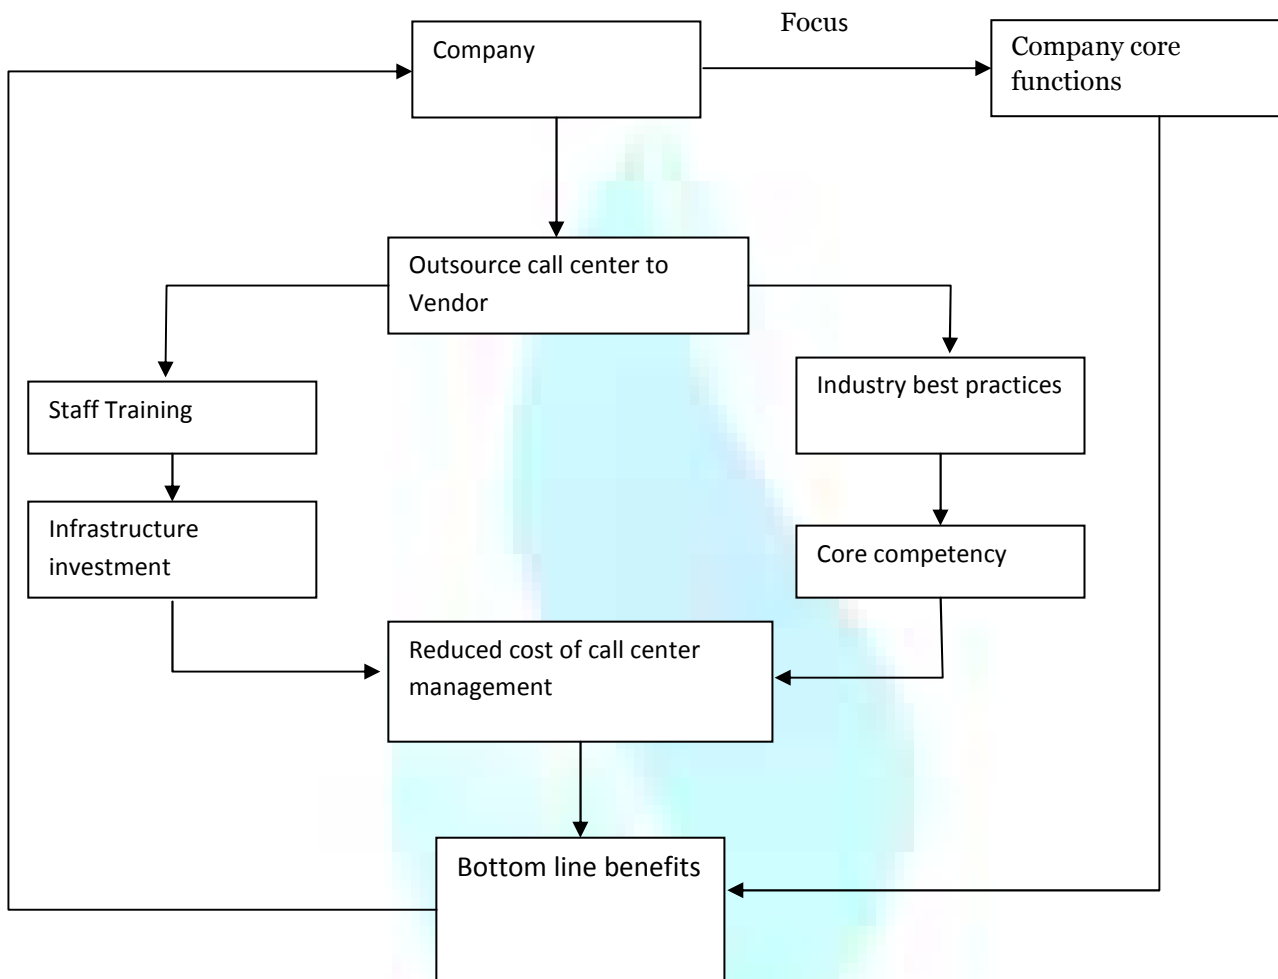 Focus
Company
Company core
functions
Outsource call center to
Vendor
Staff Training
Industry best practices
Infrastructure
investment
Core competency
Reduced cost of call center
management
Bottom line benefits